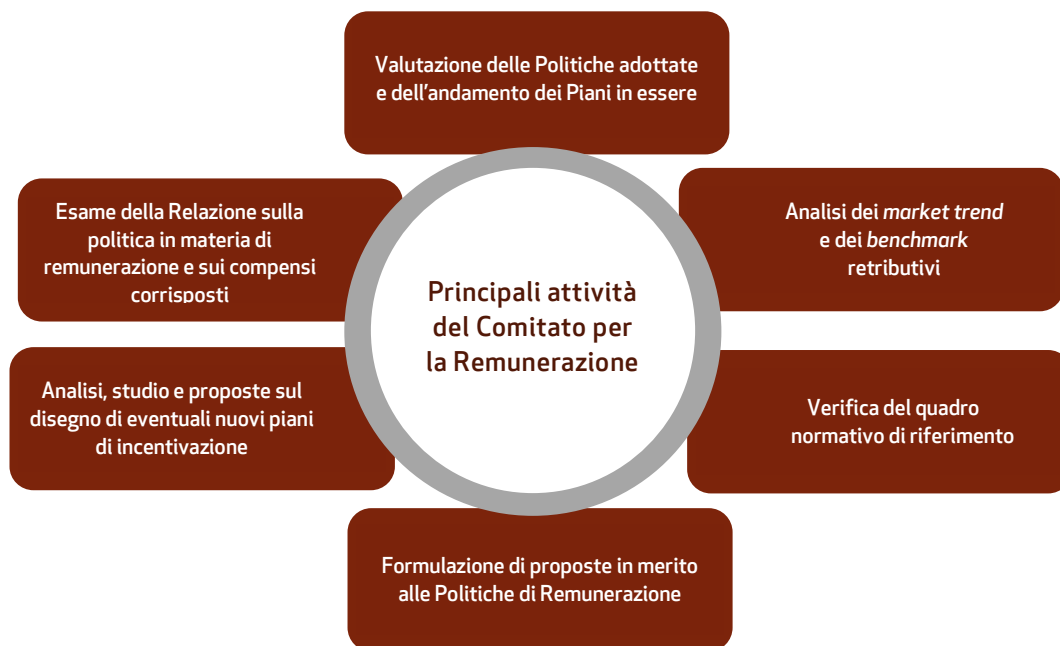 Valutazione delle Politiche adottate
e dell'andamento dei Piani in essere
Analisi dei market trend
e dei benchmark
retributivi
Verifica del quadro
normativo di riferimento
Formulazione di proposte in merito
alle Politiche di Remunerazione
Analisi, studio e proposte sul
disegno di eventuali nuovi piani
di incentivazione
Esame della Relazione sulla
politica in materia di
remunerazione e sui compensi
corrisposti
Principali attività
del Comitato per
la Remunerazione